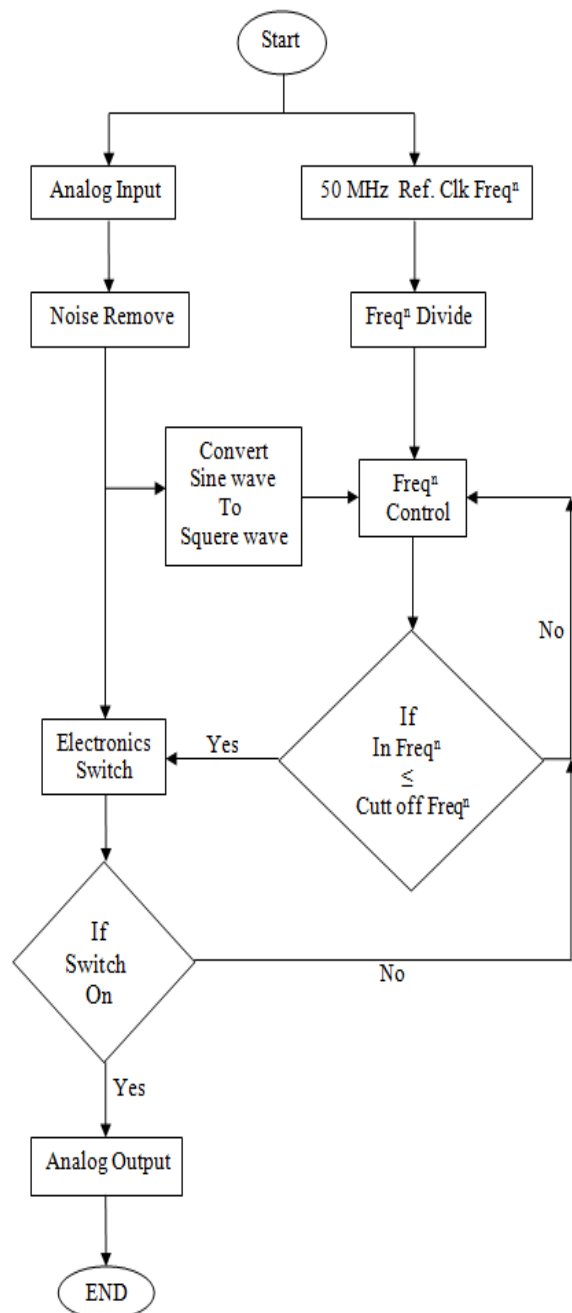 Start
Analog Input
50 MHz Ref. Clk Freqⁿ
Noise Remove
Freqⁿ Divide
Convert
Sine wave
To
Squere wave
Freqⁿ
Control
No
If
In Freqⁿ
≤
Cutt off Freqⁿ
Yes
Electronics
Switch
If
Switch
On
No
Yes
Analog Output
END